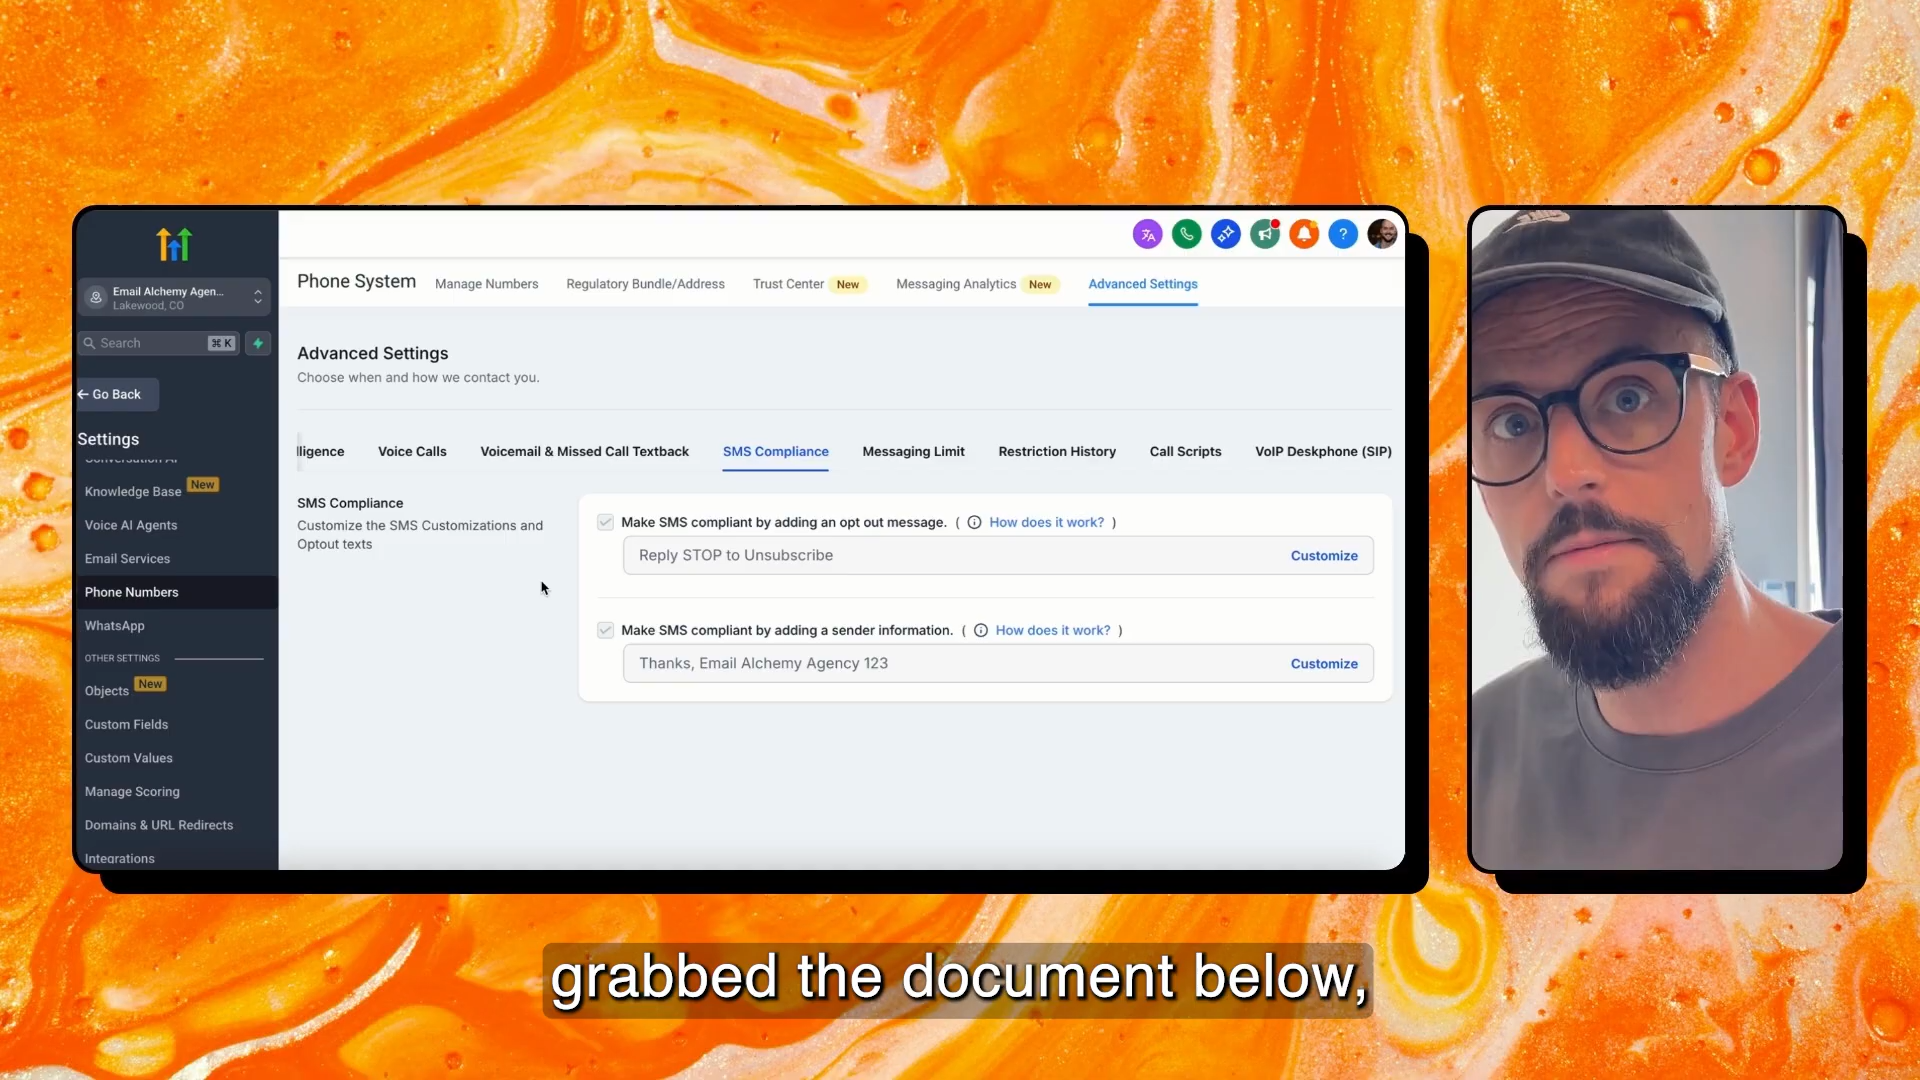 Email Alchemy Agen...
Lakewood, CO
Search
⌘ K
← Go Back
Settings
Conversation AI
Knowledge Base New
Voice AI Agents
Email Services
Phone Numbers
WhatsApp
OTHER SETTINGS
Objects New
Custom Fields
Custom Values
Manage Scoring
Domains & URL Redirects
Integrations
Phone System
Manage Numbers
Regulatory Bundle/Address
Trust Center New
Messaging Analytics New
Advanced Settings
Advanced Settings
Choose when and how we contact you.
lligence
Voice Calls
Voicemail & Missed Call Textback
SMS Compliance
Messaging Limit
Restriction History
Call Scripts
VoIP Deskphone (SIP)
SMS Compliance
Customize the SMS Customizations and
Optout texts
Make SMS compliant by adding an opt out message. ( How does it work? )
Reply STOP to Unsubscribe
Customize
Make SMS compliant by adding a sender information. ( How does it work? )
Thanks, Email Alchemy Agency 123
Customize
grabbed the document below,